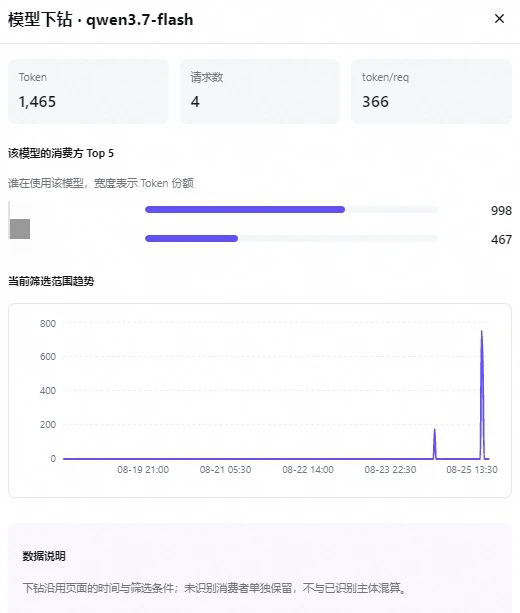 模型下钻 · qwen3.7-flash
Token
1,465
请求数
4
token/req
366
该模型的消费方 Top 5
谁在使用该模型，宽度表示 Token 份额
998
467
当前筛选范围趋势
800
600
400
200
0
08-19 21:00
08-21 05:30
08-22 14:00
08-23 22:30
08-25 13:30
数据说明
下钻沿用页面的时间与筛选条件；未识别消费者单独保留，不与已识别主体混算。